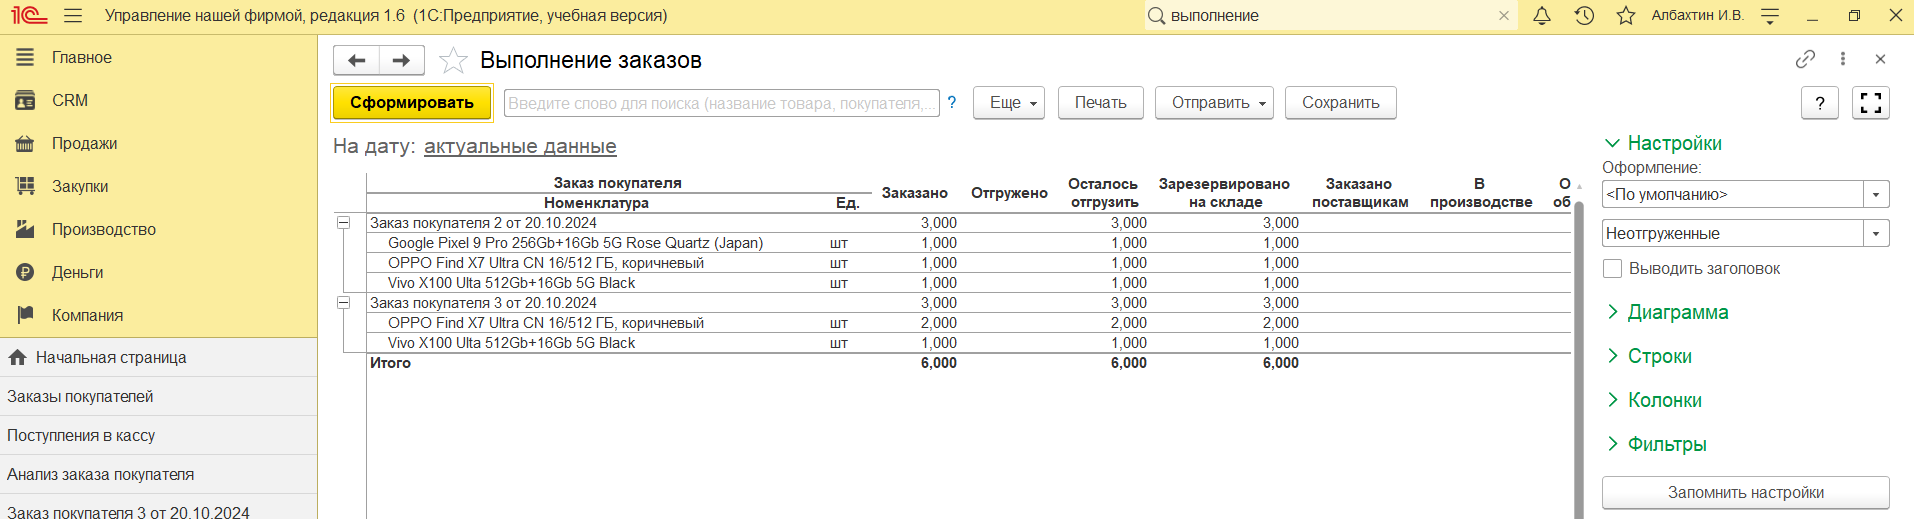 1С Управление нашей фирмой, редакция 1.6 (1С:Предприятие, учебная версия) выполнение Албахтин И.В.
Главное
CRM
Продажи
Закупки
Производство
Деньги
Компания
Начальная страница
Заказы покупателей
Поступления в кассу
Анализ заказа покупателя
Заказ покупателя 3 от 20.10.2024
Выполнение заказов
Сформировать Введите слово для поиска (название товара, покупателя,... ? Еще Печать Отправить Сохранить ?
На дату: актуальные данные
Заказ покупателя Заказано Отгружено Осталось отгрузить Зарезервировано на складе Заказано поставщикам В производстве О об
Номенклатура Ед.
Заказ покупателя 2 от 20.10.2024 3,000 3,000 3,000
Google Pixel 9 Pro 256Gb+16Gb 5G Rose Quartz (Japan) шт 1,000 1,000 1,000
OPPO Find X7 Ultra CN 16/512 ГБ, коричневый шт 1,000 1,000 1,000
Vivo X100 Ulta 512Gb+16Gb 5G Black шт 1,000 1,000 1,000
Заказ покупателя 3 от 20.10.2024 3,000 3,000 3,000
OPPO Find X7 Ultra CN 16/512 ГБ, коричневый шт 2,000 2,000 2,000
Vivo X100 Ulta 512Gb+16Gb 5G Black шт 1,000 1,000 1,000
Итого 6,000 6,000 6,000
Настройки
Оформление:
<По умолчанию>
Неотгруженные
Выводить заголовок
Диаграмма
Строки
Колонки
Фильтры
Запомнить настройки